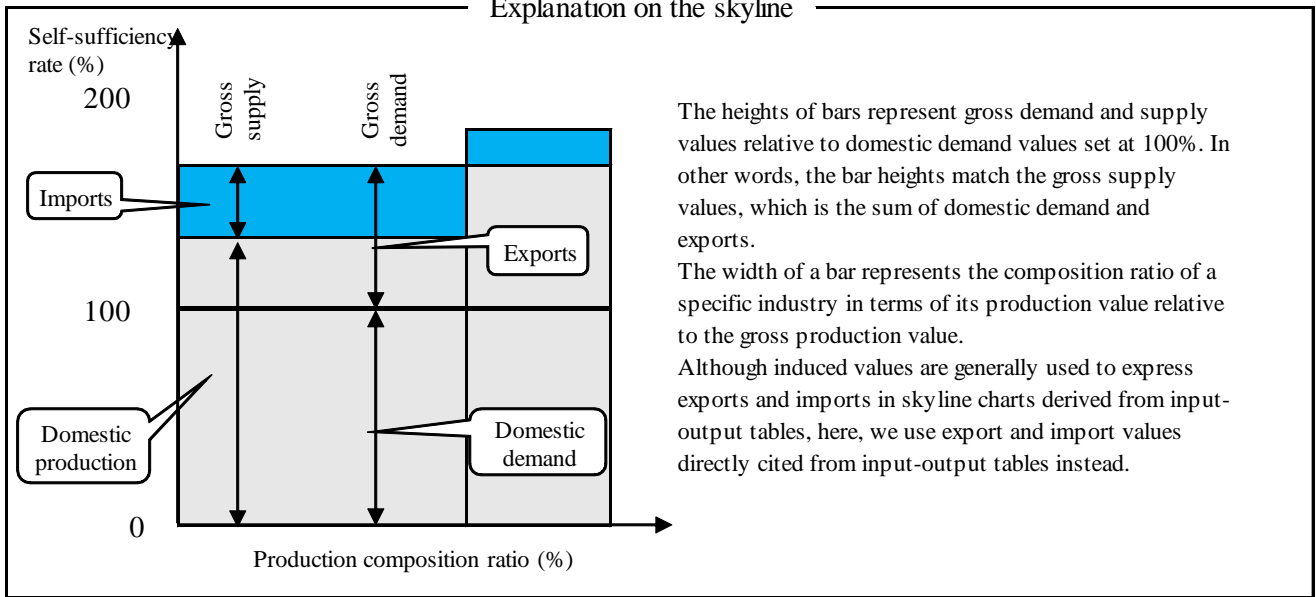 Explanation on the skyline
Self-sufficiency
rate (%)
200
100
0
Gross
supply
Gross
demand
Imports
Exports
Domestic
production
Domestic
demand
Production composition ratio (%)
The heights of bars represent gross demand and supply
values relative to domestic demand values set at 100%. In
other words, the bar heights match the gross supply
values, which is the sum of domestic demand and
exports.
The width of a bar represents the composition ratio of a
specific industry in terms of its production value relative
to the gross production value.
Although induced values are generally used to express
exports and imports in skyline charts derived from input-
output tables, here, we use export and import values
directly cited from input-output tables instead.